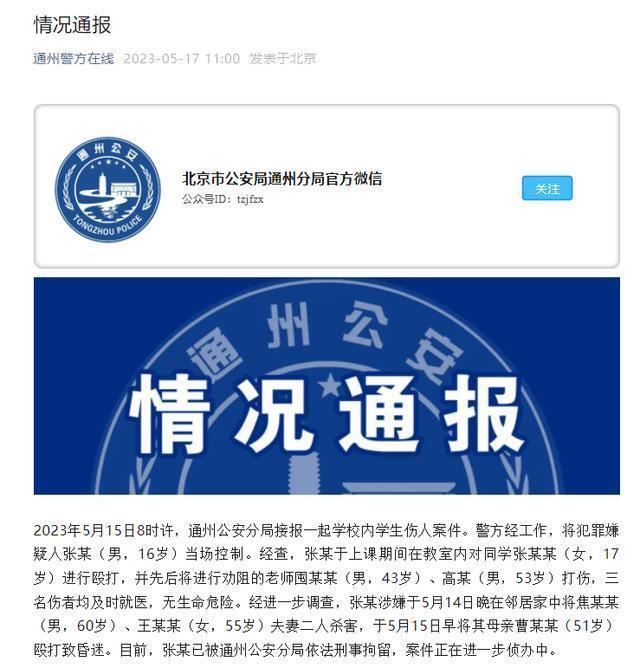 情况通报
通州警方在线 2023-05-17 11:00 发表于北京
通州公安
TONGZHOU POLICE
北京市公安局通州分局官方微信
公众号ID：tzjfzx
关注
通州公安
情况通报
2023年5月15日8时许，通州公安分局接报一起学校内学生伤人案件。警方经工作，将犯罪嫌
疑人张某（男，16岁）当场控制。经查，张某于上课期间在教室内对同学张某某（女，17
岁）进行殴打，并先后将进行劝阻的老师囤某某（男，43岁）、高某（男，53岁）打伤，三
名伤者均及时就医，无生命危险。经进一步调查，张某涉嫌于5月14日晚在邻居家中将焦某某
（男，60岁）、王某某（女，55岁）夫妻二人杀害，于5月15日早将其母亲曹某某（51岁）
殴打致昏迷。目前，张某已被通州公安分局依法刑事拘留，案件正在进一步侦办中。